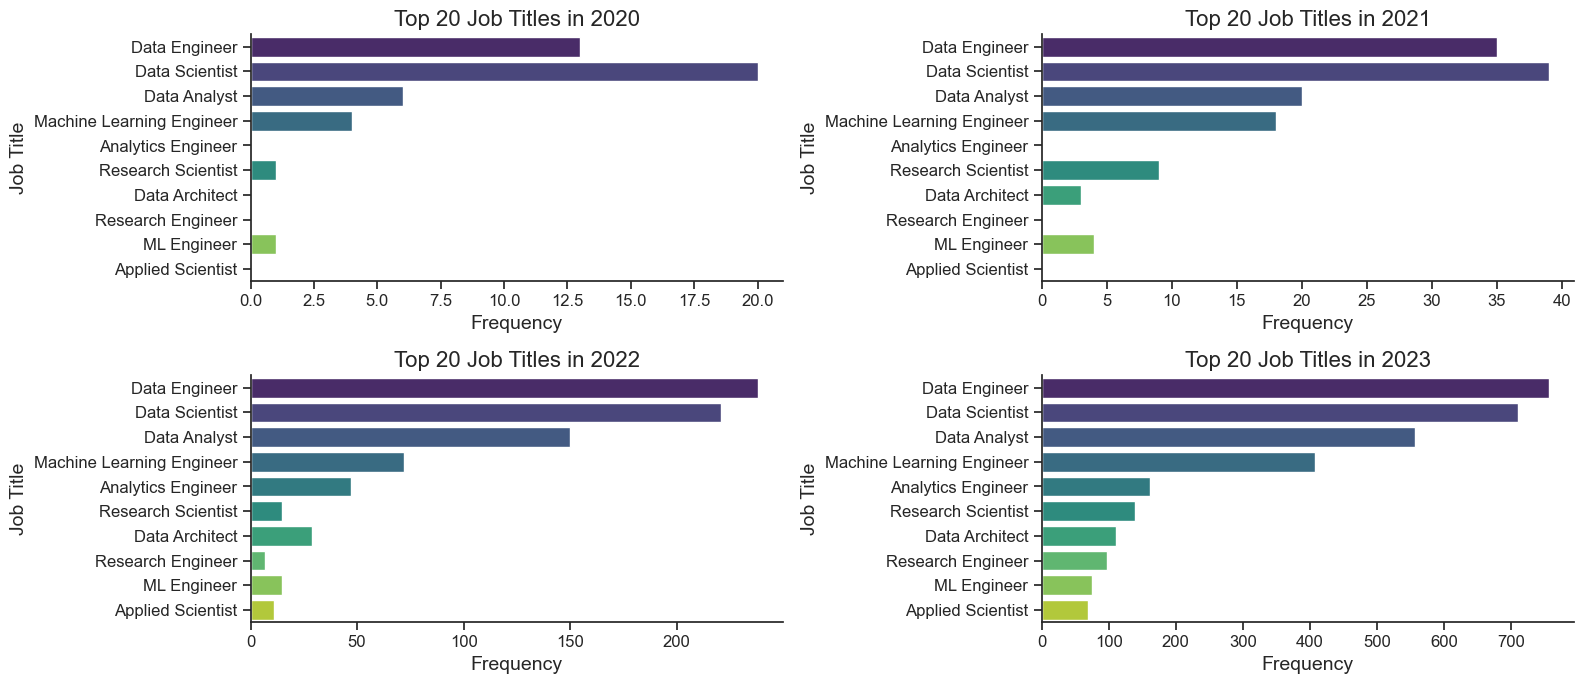 Top 20 Job Titles in 2020
Job Title
Data Engineer
Data Scientist
Data Analyst
Machine Learning Engineer
Analytics Engineer
Research Scientist
Data Architect
Research Engineer
ML Engineer
Applied Scientist
0.0 2.5 5.0 7.5 10.0 12.5 15.0 17.5 20.0
Frequency
Top 20 Job Titles in 2021
Job Title
Data Engineer
Data Scientist
Data Analyst
Machine Learning Engineer
Analytics Engineer
Research Scientist
Data Architect
Research Engineer
ML Engineer
Applied Scientist
0 5 10 15 20 25 30 35 40
Frequency
Top 20 Job Titles in 2022
Job Title
Data Engineer
Data Scientist
Data Analyst
Machine Learning Engineer
Analytics Engineer
Research Scientist
Data Architect
Research Engineer
ML Engineer
Applied Scientist
0 50 100 150 200
Frequency
Top 20 Job Titles in 2023
Job Title
Data Engineer
Data Scientist
Data Analyst
Machine Learning Engineer
Analytics Engineer
Research Scientist
Data Architect
Research Engineer
ML Engineer
Applied Scientist
0 100 200 300 400 500 600 700
Frequency